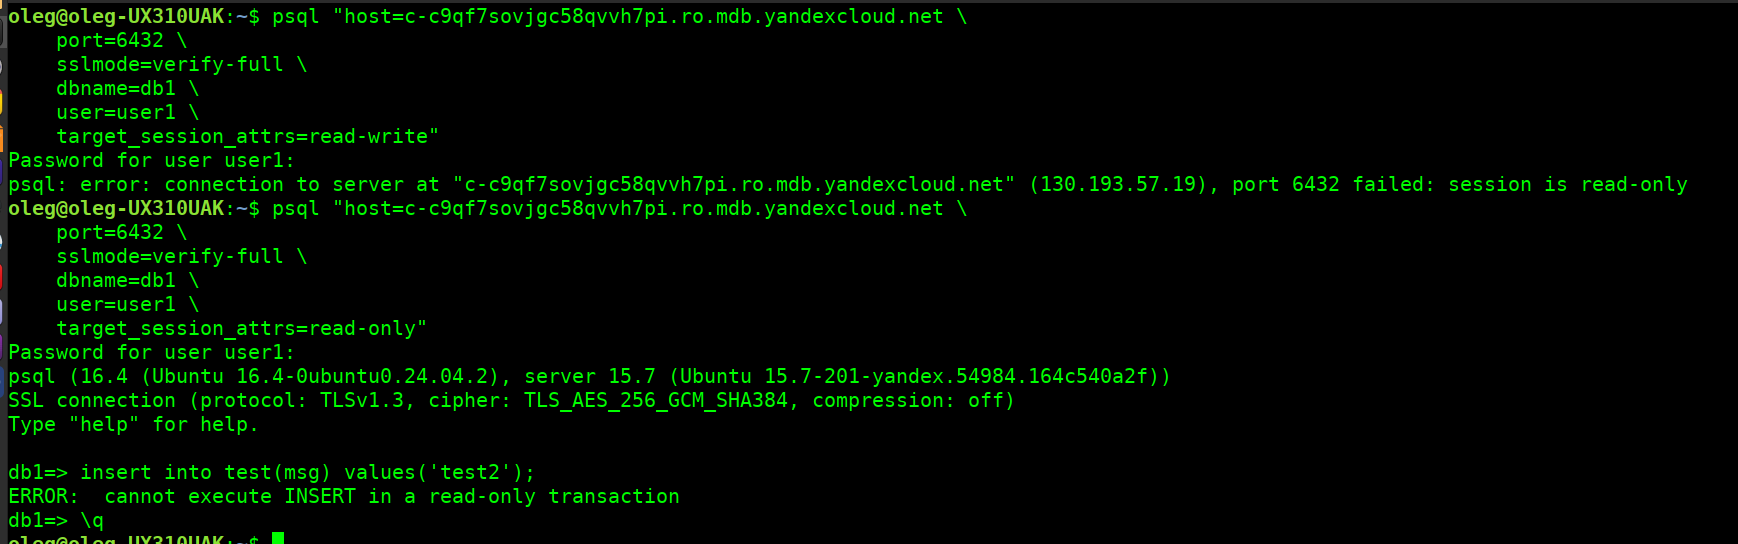 oleg@oleg-UX310UAK:~$ psql "host=c-c9qf7sovjgc58qvvh7pi.ro.mdb.yandexcloud.net \
    port=6432 \
    sslmode=verify-full \
    dbname=db1 \
    user=user1 \
    target_session_attrs=read-write"
Password for user user1:
psql: error: connection to server at "c-c9qf7sovjgc58qvvh7pi.ro.mdb.yandexcloud.net" (130.193.57.19), port 6432 failed: session is read-only
oleg@oleg-UX310UAK:~$ psql "host=c-c9qf7sovjgc58qvvh7pi.ro.mdb.yandexcloud.net \
    port=6432 \
    sslmode=verify-full \
    dbname=db1 \
    user=user1 \
    target_session_attrs=read-only"
Password for user user1:
psql (16.4 (Ubuntu 16.4-0ubuntu0.24.04.2), server 15.7 (Ubuntu 15.7-201-yandex.54984.164c540a2f))
SSL connection (protocol: TLSv1.3, cipher: TLS_AES_256_GCM_SHA384, compression: off)
Type "help" for help.

db1=> insert into test(msg) values('test2');
ERROR:  cannot execute INSERT in a read-only transaction
db1=> \q
oleg@oleg-UX310UAK:~$